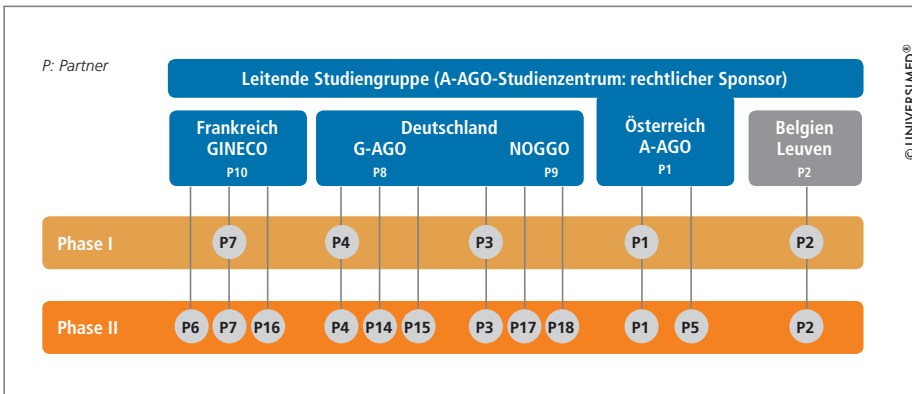 P: Partner
Leitende Studiengruppe (A-AGO-Studienzentrum: rechtlicher Sponsor)
Frankreich
GINECO
P10
Deutschland
G-AGO NOGGO
P8 P9
Österreich
A-AGO
P1
Belgien
Leuven
P2
Phase I P7 P4 P3 P1 P2
Phase II P6 P7 P16 P4 P14 P15 P3 P17 P18 P1 P5 P2
© UNIVERSIMED®